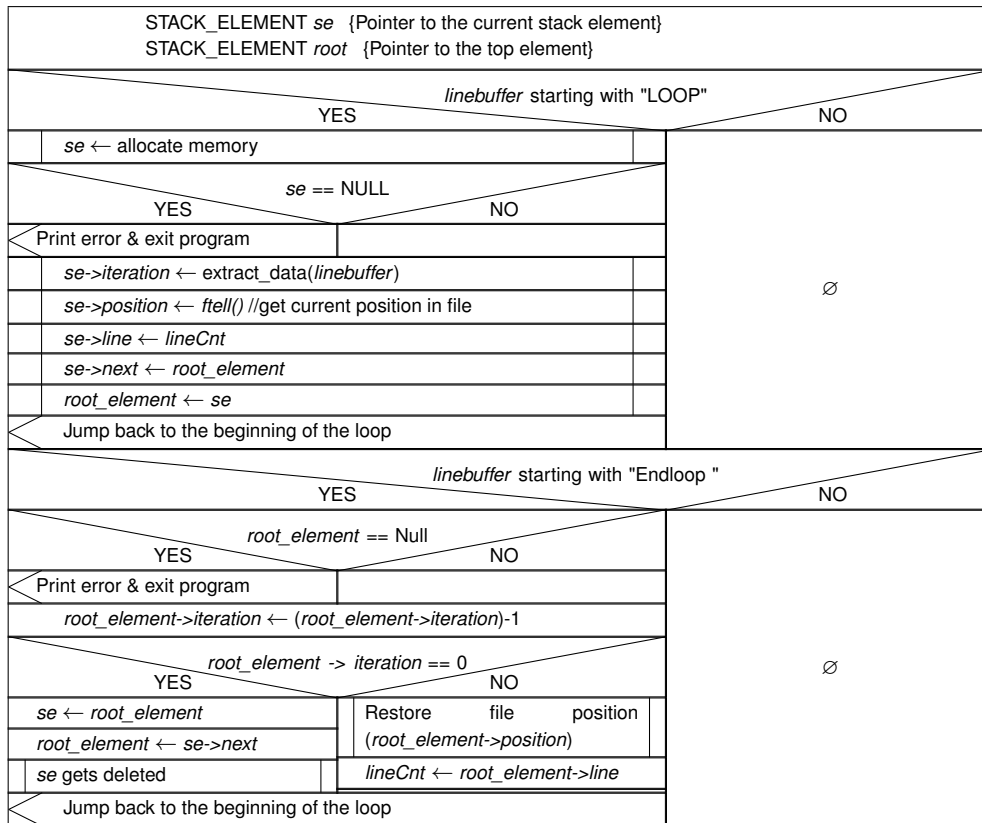 STACK_ELEMENT se {Pointer to the current stack element}
STACK_ELEMENT root {Pointer to the top element}
linebuffer starting with "LOOP"
YES NO
se ← allocate memory
se == NULL
YES NO
Print error & exit program
se->iteration ← extract_data(linebuffer)
∅
se->position ← ftell() //get current position in file
se->line ← lineCnt
se->next ← root_element
root_element ← se
Jump back to the beginning of the loop
linebuffer starting with "Endloop "
YES NO
root_element == Null
YES NO
Print error & exit program
root_element->iteration ← (root_element->iteration)-1
root_element -> iteration == 0
∅
YES NO
se ← root_element
root_element ← se->next
se gets deleted
Restore file position
(root_element->position)
lineCnt ← root_element->line
Jump back to the beginning of the loop